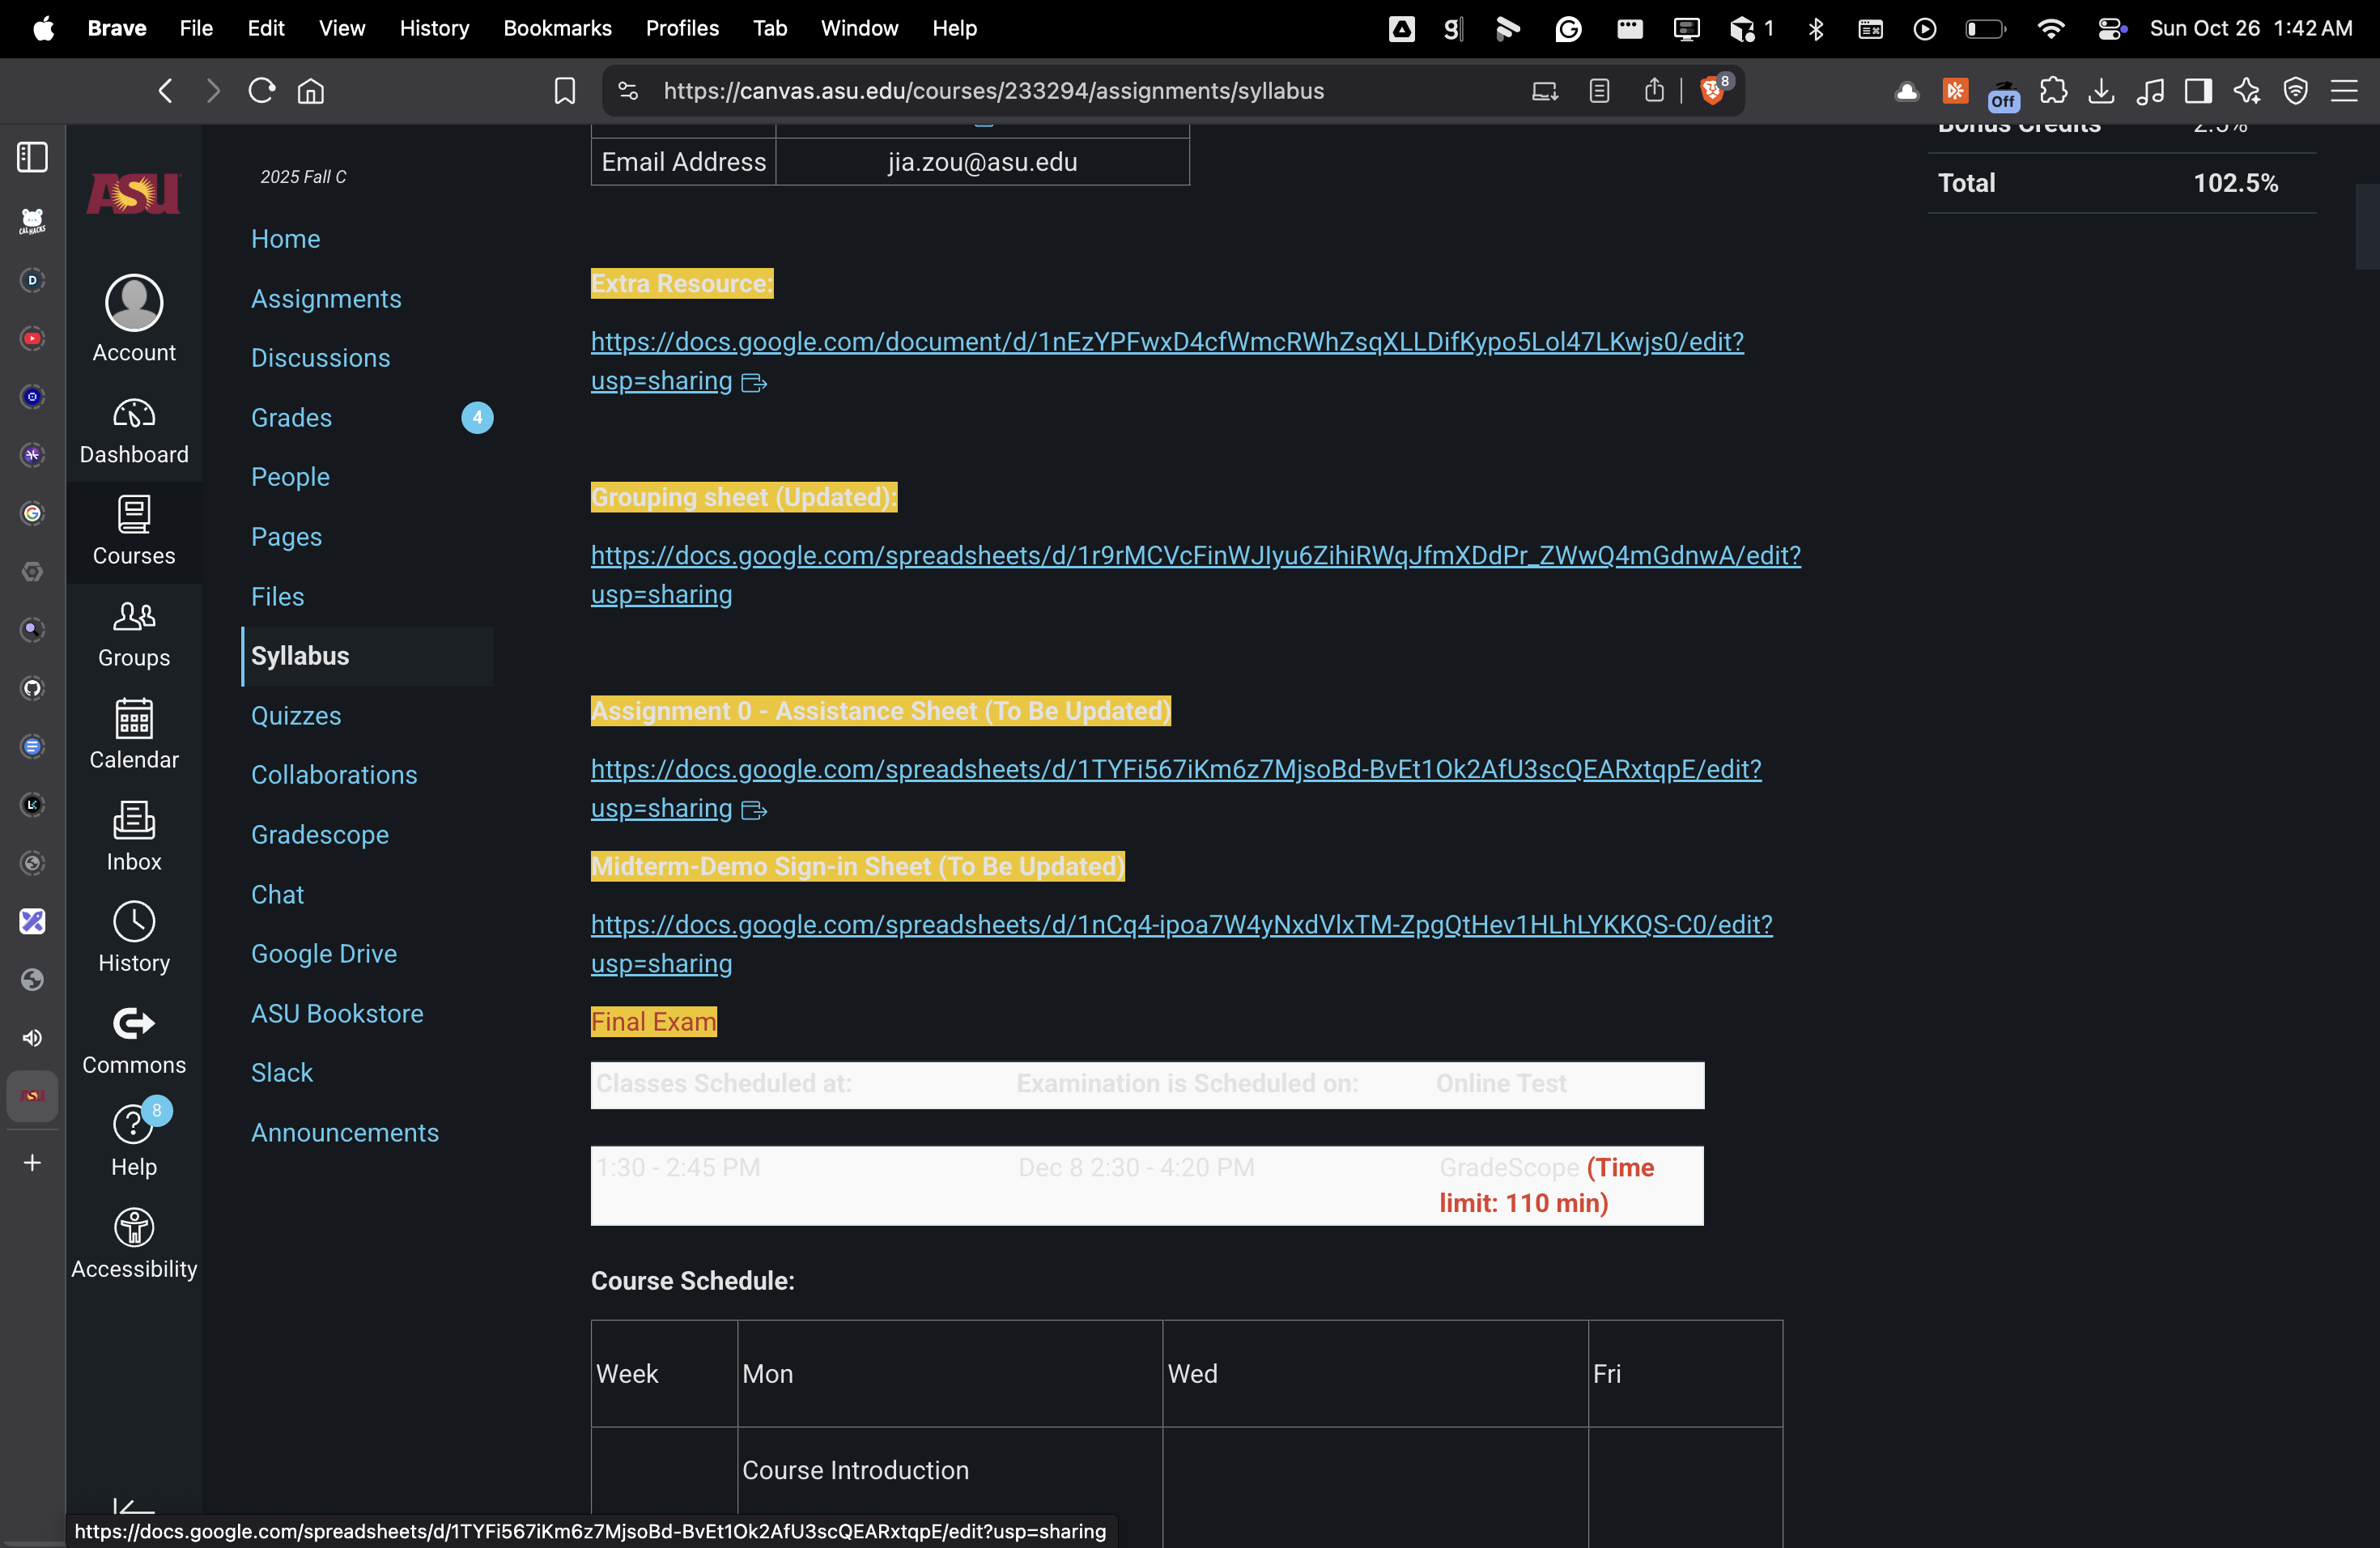 Brave File Edit View History Bookmarks Profiles Tab Window Help
1 Sun Oct 26 1:42 AM
https://canvas.asu.edu/courses/233294/assignments/syllabus
8
Off
ASU
Account
Dashboard
Courses
Groups
Calendar
Inbox
History
Commons
8
Help
Accessibility
2025 Fall C
Home
Assignments
Discussions
Grades 4
People
Pages
Files
Syllabus
Quizzes
Collaborations
Gradescope
Chat
Google Drive
ASU Bookstore
Slack
Announcements
Email Address jia.zou@asu.edu
Extra Resource:
https://docs.google.com/document/d/1nEzYPFwxD4cfWmcRWhZsqXLLDifKypo5Lol47LKwjs0/edit?
usp=sharing
Grouping sheet (Updated):
https://docs.google.com/spreadsheets/d/1r9rMCVcFinWJIyu6ZihiRWqJfmXDdPr_ZWwQ4mGdnwA/edit?
usp=sharing
Assignment 0 - Assistance Sheet (To Be Updated)
https://docs.google.com/spreadsheets/d/1TYFi567iKm6z7MjsoBd-BvEt1Ok2AfU3scQEARxtqpE/edit?
usp=sharing
Midterm-Demo Sign-in Sheet (To Be Updated)
https://docs.google.com/spreadsheets/d/1nCq4-ipoa7W4yNxdVlxTM-ZpgQtHev1HLhLYKKQS-C0/edit?
usp=sharing
Final Exam
Classes Scheduled at: Examination is Scheduled on: Online Test
1:30 - 2:45 PM Dec 8 2:30 - 4:20 PM GradeScope (Time
limit: 110 min)
Course Schedule:
Week Mon Wed Fri
Course Introduction
Bonus Credits 2.5%
Total 102.5%
https://docs.google.com/spreadsheets/d/1TYFi567iKm6z7MjsoBd-BvEt1Ok2AfU3scQEARxtqpE/edit?usp=sharing